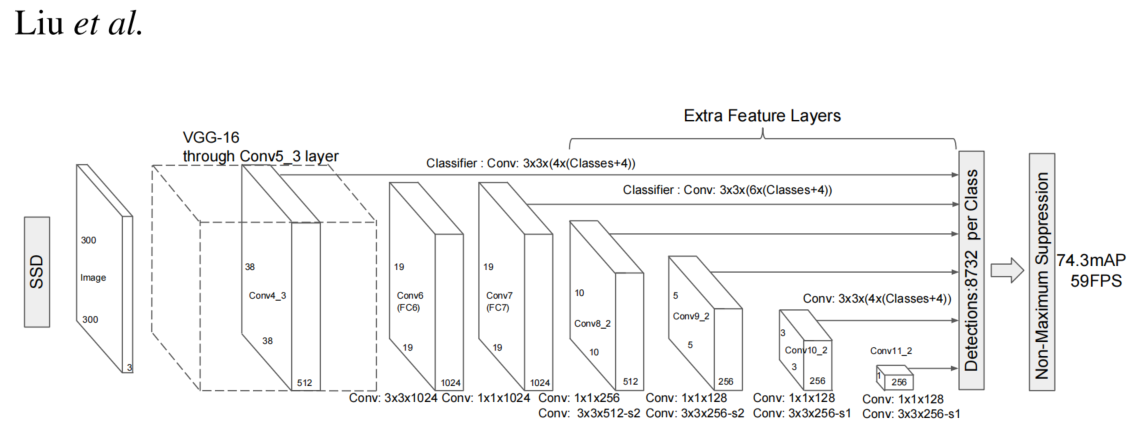 Liu et al.
Extra Feature Layers
VGG-16
through Conv5_3 layer
Classifier : Conv: 3x3x(4x(Classes+4))
Classifier : Conv: 3x3x(6x(Classes+4))
SSD
300
Image
300
3
38
Conv4_3
38
512
19
Conv6
(FC6)
19
1024
19
Conv7
(FC7)
19
1024
10
Conv8_2
10
512
5
Conv9_2
5
256
Conv: 3x3x(4x(Classes+4))
3
Conv10_2
3
256
Conv11_2
1
256
Detections:8732 per Class
Non-Maximum Suppression
74.3mAP
59FPS
Conv: 3x3x1024
Conv: 1x1x1024
Conv: 1x1x256
Conv: 3x3x512-s2
Conv: 1x1x128
Conv: 3x3x256-s2
Conv: 1x1x128
Conv: 3x3x256-s1
Conv: 1x1x128
Conv: 3x3x256-s1